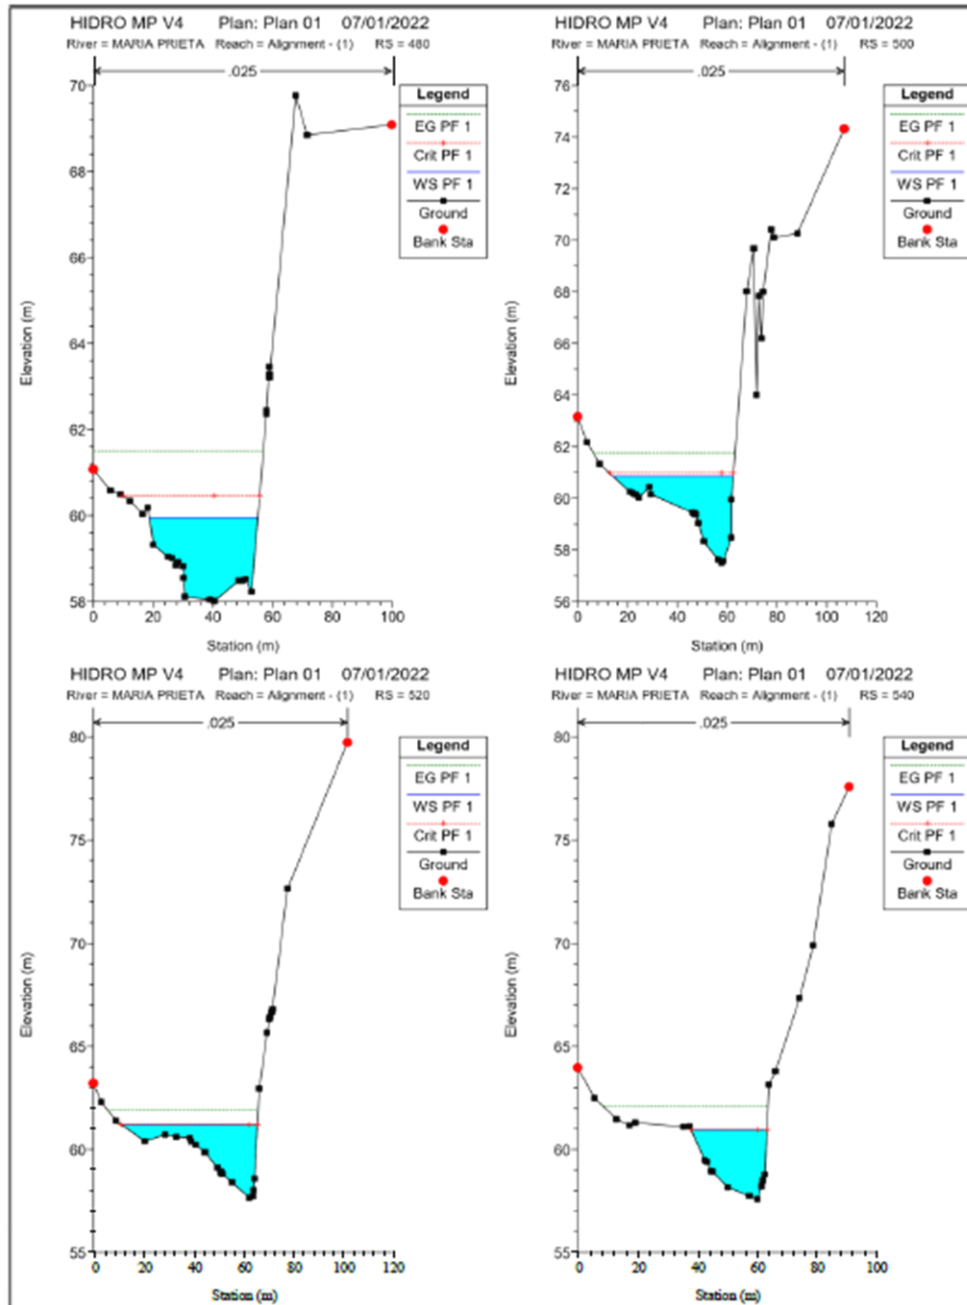 HIDRO MP V4 Plan: Plan 01 07/01/2022
River = MARIA PRIETA Reach = Alignment - (1) RS = 480
.025
Legend
EG PF 1
Crit PF 1
WS PF 1
Ground
Bank Sta
70
68
66
64
62
60
58
Elevation (m)
0 20 40 60 80 100
Station (m)
HIDRO MP V4 Plan: Plan 01 07/01/2022
River = MARIA PRIETA Reach = Alignment - (1) RS = 500
.025
Legend
EG PF 1
Crit PF 1
WS PF 1
Ground
Bank Sta
76
74
72
70
68
66
64
62
60
58
56
Elevation (m)
0 20 40 60 80 100 120
Station (m)
HIDRO MP V4 Plan: Plan 01 07/01/2022
River = MARIA PRIETA Reach = Alignment - (1) RS = 520
.025
Legend
EG PF 1
WS PF 1
Crit PF 1
Ground
Bank Sta
80
75
70
65
60
55
Elevation (m)
0 20 40 60 80 100 120
Station (m)
HIDRO MP V4 Plan: Plan 01 07/01/2022
River = MARIA PRIETA Reach = Alignment - (1) RS = 540
.025
Legend
EG PF 1
WS PF 1
Crit PF 1
Ground
Bank Sta
80
75
70
65
60
55
Elevation (m)
0 20 40 60 80 100
Station (m)